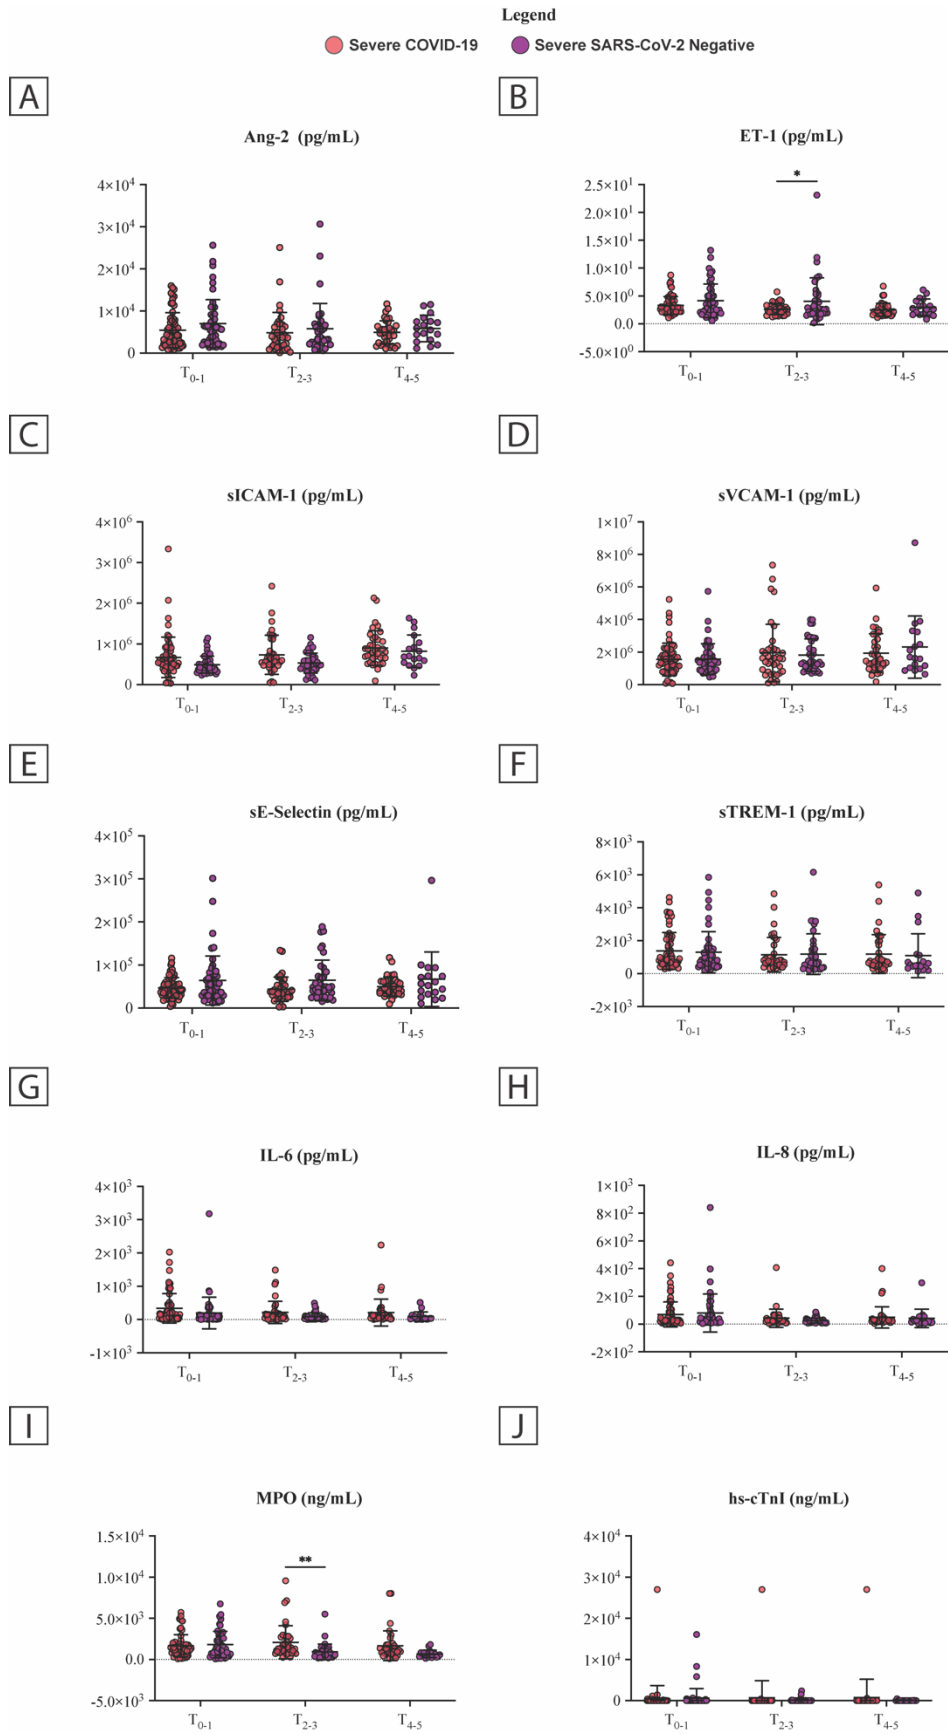 Legend
Severe COVID-19 Severe SARS-CoV-2 Negative
A
Ang-2 (pg/mL)
4×10⁴
3×10⁴
2×10⁴
1×10⁴
0
T₀₋₁ T₂₋₃ T₄₋₅
B
ET-1 (pg/mL)
*
2.5×10¹
2.0×10¹
1.5×10¹
1.0×10¹
5.0×10⁰
0.0
-5.0×10⁰
T₀₋₁ T₂₋₃ T₄₋₅
C
sICAM-1 (pg/mL)
4×10⁶
3×10⁶
2×10⁶
1×10⁶
0
T₀₋₁ T₂₋₃ T₄₋₅
D
sVCAM-1 (pg/mL)
1×10⁷
8×10⁶
6×10⁶
4×10⁶
2×10⁶
0
T₀₋₁ T₂₋₃ T₄₋₅
E
sE-Selectin (pg/mL)
4×10⁵
3×10⁵
2×10⁵
1×10⁵
0
T₀₋₁ T₂₋₃ T₄₋₅
F
sTREM-1 (pg/mL)
8×10³
6×10³
4×10³
2×10³
0
-2×10³
T₀₋₁ T₂₋₃ T₄₋₅
G
IL-6 (pg/mL)
4×10³
3×10³
2×10³
1×10³
0
-1×10³
T₀₋₁ T₂₋₃ T₄₋₅
H
IL-8 (pg/mL)
1×10³
8×10²
6×10²
4×10²
2×10²
0
-2×10²
T₀₋₁ T₂₋₃ T₄₋₅
I
MPO (ng/mL)
**
1.5×10⁴
1.0×10⁴
5.0×10³
0.0
-5.0×10³
T₀₋₁ T₂₋₃ T₄₋₅
J
hs-cTnI (ng/mL)
4×10⁴
3×10⁴
2×10⁴
1×10⁴
0
T₀₋₁ T₂₋₃ T₄₋₅